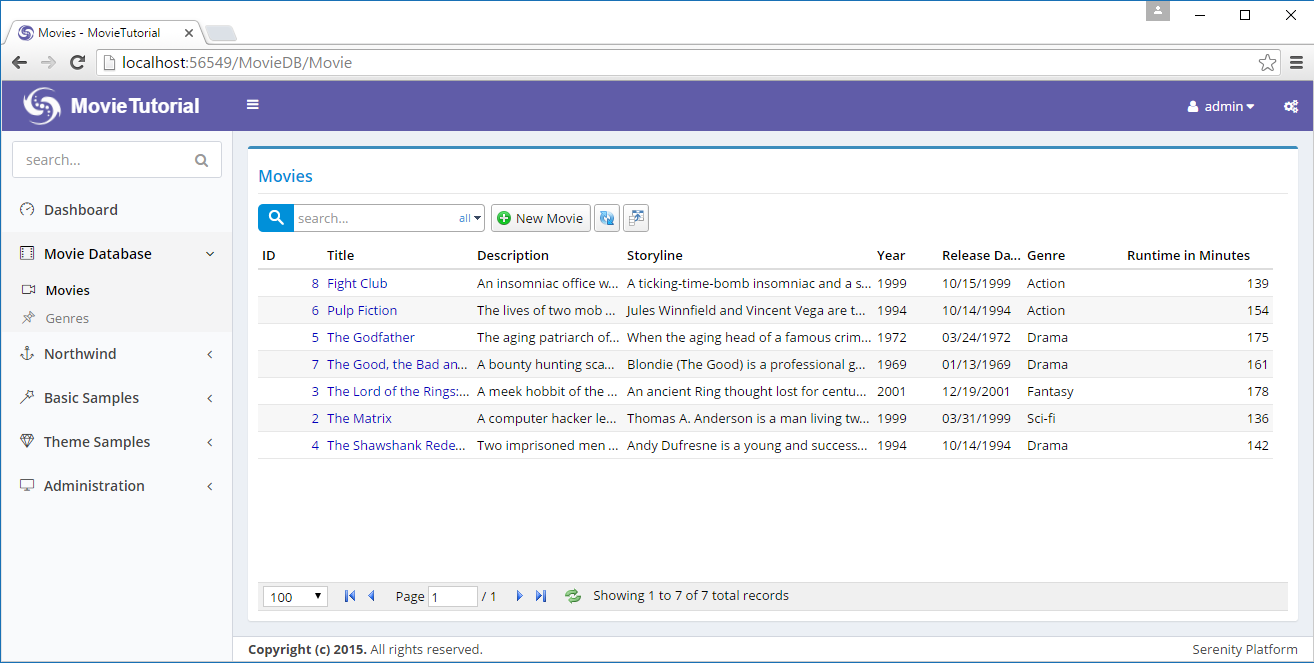 Movies - MovieTutorial
localhost:56549/MovieDB/Movie
MovieTutorial
admin
search...
Dashboard
Movie Database
Movies
Genres
Northwind
Basic Samples
Theme Samples
Administration
Movies
search... all New Movie
ID Title Description Storyline Year Release Da... Genre Runtime in Minutes
8 Fight Club An insomniac office w... A ticking-time-bomb insomniac and a s... 1999 10/15/1999 Action 139
6 Pulp Fiction The lives of two mob ... Jules Winnfield and Vincent Vega are t... 1994 10/14/1994 Action 154
5 The Godfather The aging patriarch of... When the aging head of a famous crim... 1972 03/24/1972 Drama 175
7 The Good, the Bad an... A bounty hunting sca... Blondie (The Good) is a professional g... 1969 01/13/1969 Drama 161
3 The Lord of the Rings:... A meek hobbit of the ... An ancient Ring thought lost for centu... 2001 12/19/2001 Fantasy 178
2 The Matrix A computer hacker le... Thomas A. Anderson is a man living tw... 1999 03/31/1999 Sci-fi 136
4 The Shawshank Rede... Two imprisoned men ... Andy Dufresne is a young and success... 1994 10/14/1994 Drama 142
100 Page 1 / 1 Showing 1 to 7 of 7 total records
Copyright (c) 2015. All rights reserved. Serenity Platform